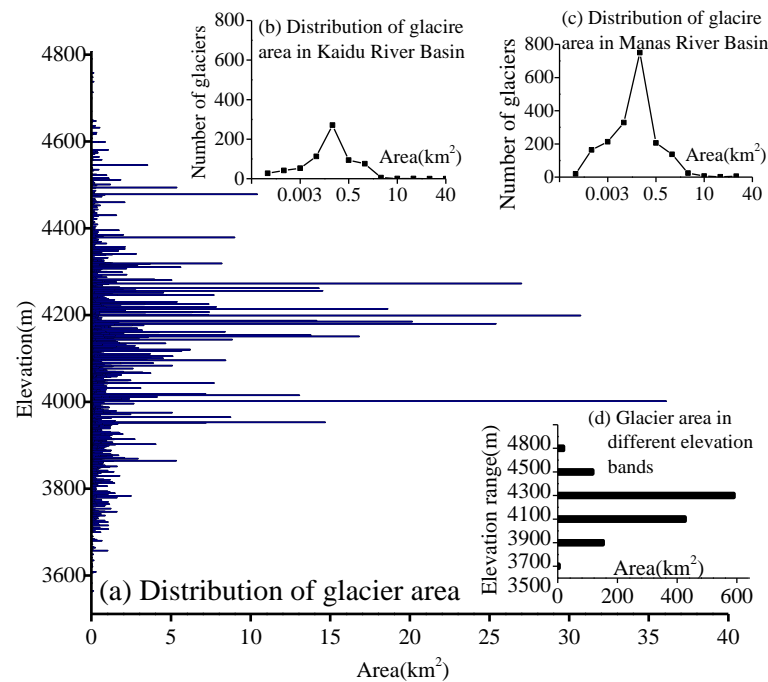 (a) Distribution of glacier area
Elevation(m)
4800
4600
4400
4200
4000
3800
3600
0 5 10 15 20 25 30 35 40
Area(km²)
(b) Distribution of glacire
area in Kaidu River Basin
Number of glaciers
800
600
400
200
0
Area(km²)
0.003 0.5 10 40
(c) Distribution of glacire
area in Manas River Basin
Number of glaciers
800
600
400
200
0
Area(km²)
0.003 0.5 10 40
(d) Glacier area in
different elevation
bands
Elevation range(m)
4800
4500
4300
4100
3900
3700
3500
Area(km²)
0 200 400 600